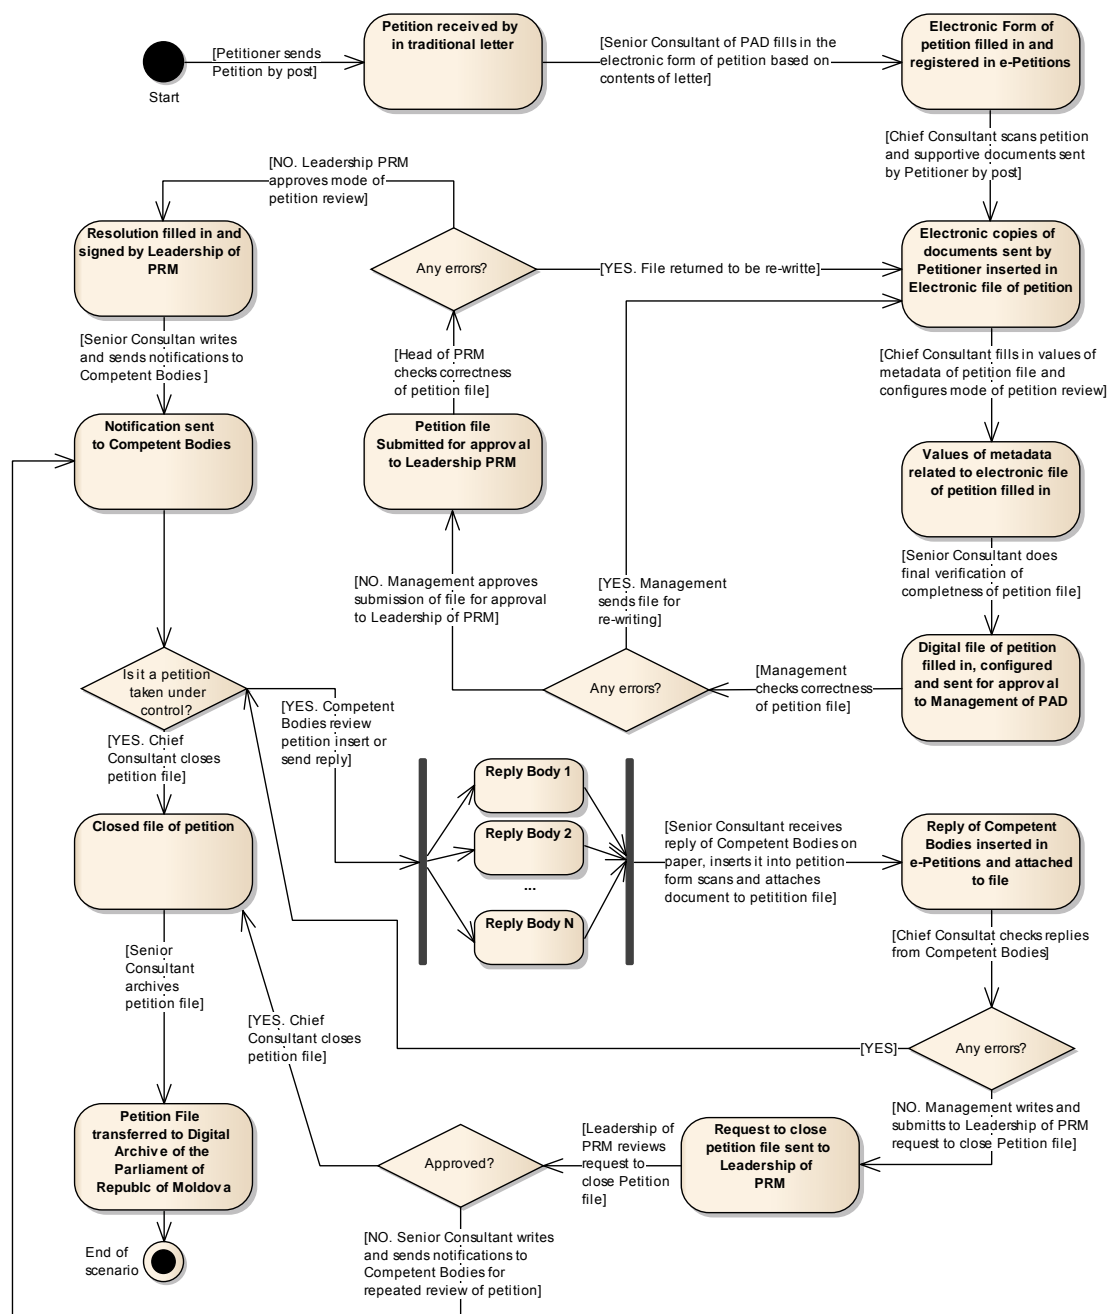 Start
[Petitioner sends
Petition by post]
Petition received by
in traditional letter
[Senior Consultant of PAD fills in the
electronic form of petition based on
contents of letter]
Electronic Form of
petition filled in and
registered in e-Petitions
[Chief Consultant scans petition
and supportive documents sent
by Petitioner by post]
Electronic copies of
documents sent by
Petitioner inserted in
Electronic file of petition
[Chief Consultant fills in values of
metadata of petition file and
configures mode of petition review]
Values of metadata
related to electronic file
of petition filled in
[Senior Consultant does
final verification of
completness of petition file]
Digital file of petition
filled in, configured
and sent for approval
to Management of PAD
[Management
checks correctness
of petition file]
Any errors?
[YES. Management
sends file for
re-writing]
[NO. Management approves
submission of file for approval
to Leadership of PRM]
Petition file
Submitted for approval
to Leadership PRM
[Head of PRM
checks correctness
of petition file]
Any errors?
[YES. File returned to be re-writte]
[NO. Leadership PRM
approves mode of
petition review]
Resolution filled in and
signed by Leadership of
PRM
[Senior Consultan writes
and sends notifications to
Competent Bodies ]
Notification sent
to Competent Bodies
Is it a petition
taken under
control?
[YES. Chief
Consultant closes
petition file]
[YES. Competent
Bodies review
petition insert or
send reply]
Reply Body 1
Reply Body 2
...
Reply Body N
[Senior Consultant receives
reply of Competent Bodies on
paper, inserts it into petition
form scans and attaches
document to petition file]
Reply of Competent
Bodies inserted in
e-Petitions and attached
to file
[Chief Consultat checks replies
from Competent Bodies]
Any errors?
[YES]
[NO. Management writes and
summitts to Leadership of PRM
request to close Petition file]
Request to close
petition file sent to
Leadership of
PRM
[Leadership of
PRM reviews
request to
close Petition
file]
Approved?
[YES. Chief
Consultant closes
petition file]
[NO. Senior Consultant writes
and sends notifications to
Competent Bodies for
repeated review of petition]
Closed file of petition
[Senior
Consultant
archives
petition file]
Petition File
transferred to Digital
Archive of the
Parliament of
Republc of Moldova
End of
scenario